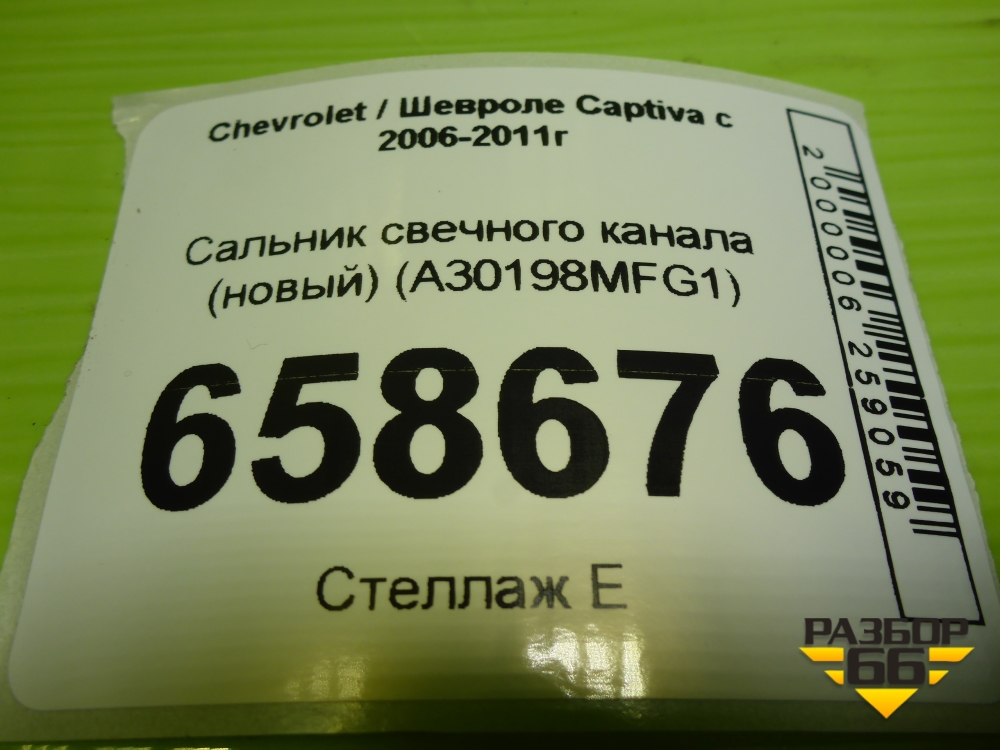 Chevrolet / Шевроле Captiva с
2006-2011г
Сальник свечного канала
(новый) (A30198MFG1)
658676
Стеллаж Е
2000006259059
РАЗБОР
66